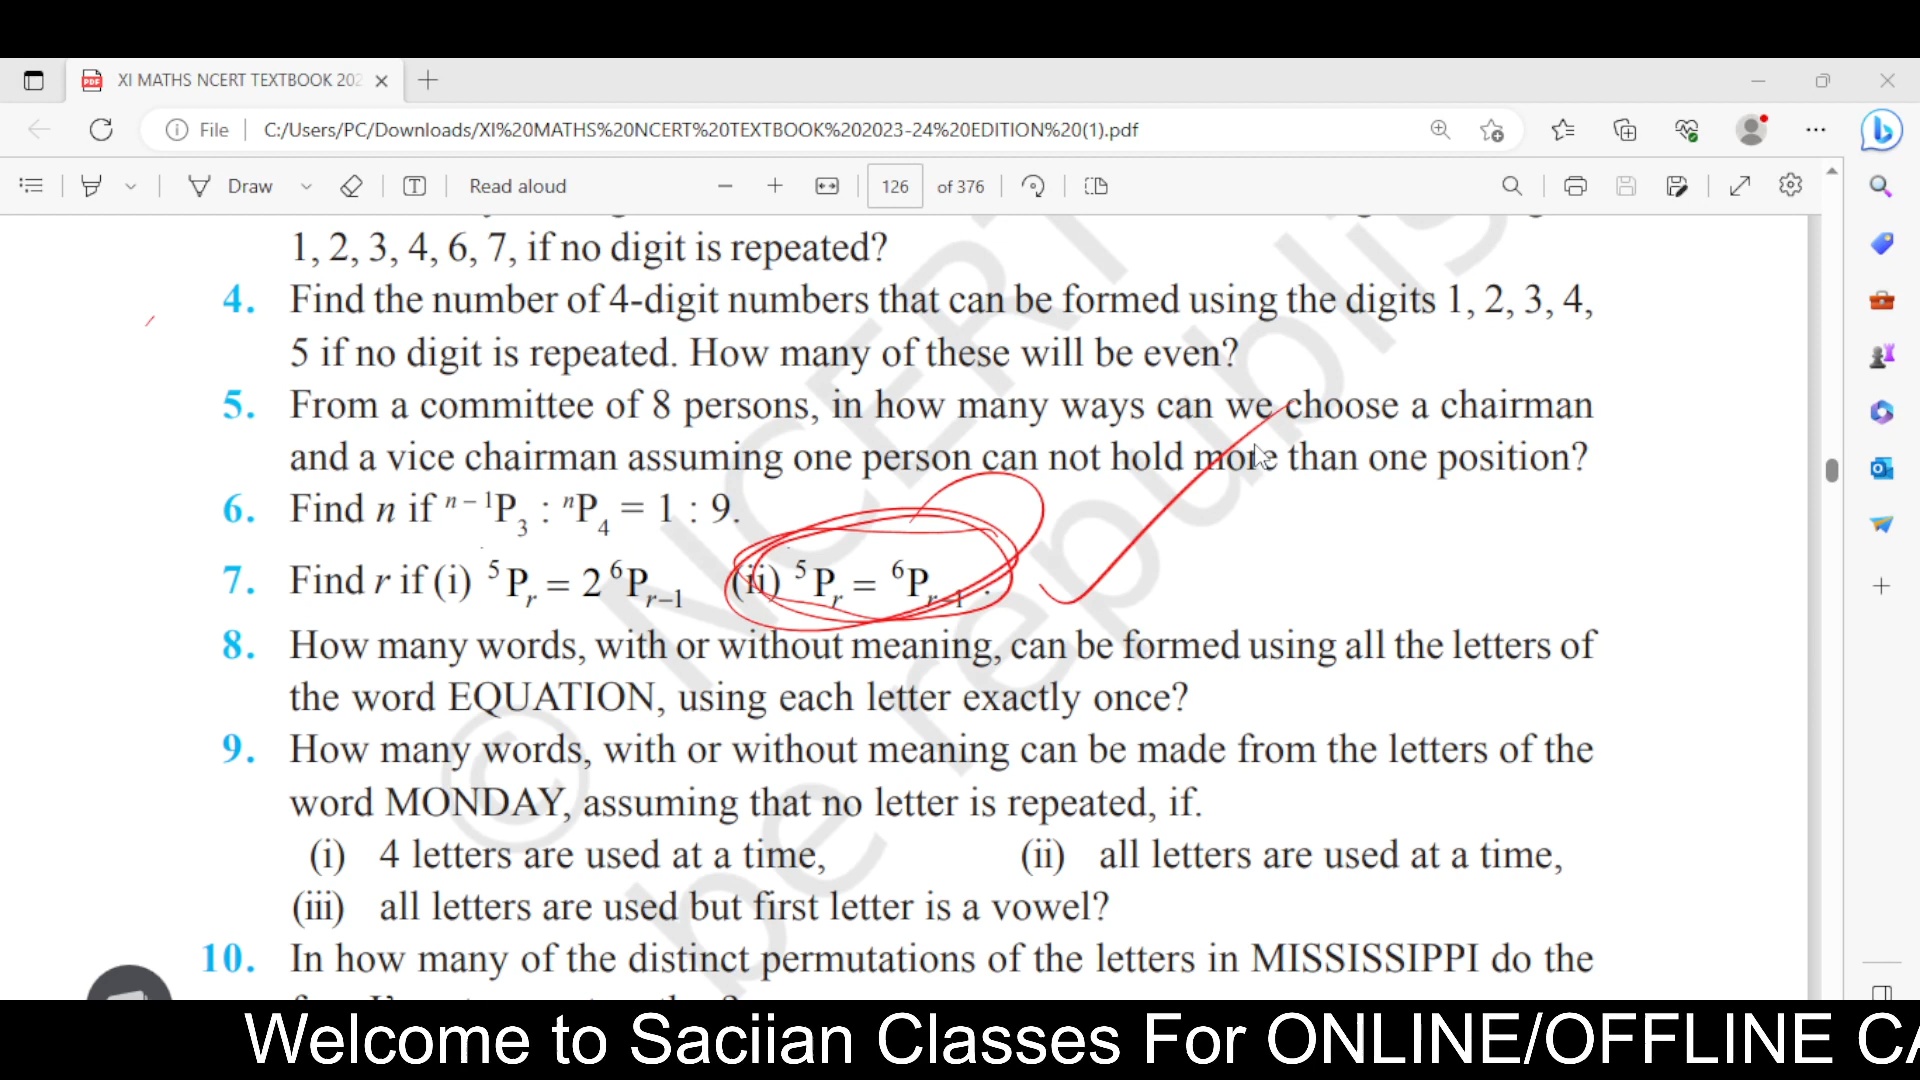 XI MATHS NCERT TEXTBOOK 202
File C:/Users/PC/Downloads/XI%20MATHS%20NCERT%20TEXTBOOK%202023-24%20EDITION%20(1).pdf
Draw Read aloud 126 of 376
1, 2, 3, 4, 6, 7, if no digit is repeated?
4. Find the number of 4-digit numbers that can be formed using the digits 1, 2, 3, 4,
5 if no digit is repeated. How many of these will be even?
5. From a committee of 8 persons, in how many ways can we choose a chairman
and a vice chairman assuming one person can not hold more than one position?
6. Find n if ⁿ⁻¹P₃ : ⁿP₄ = 1 : 9.
7. Find r if (i) ⁵Pᵣ = 2 ⁶Pᵣ₋₁ (ii) ⁵Pᵣ = ⁶Pᵣ₋₁ .
8. How many words, with or without meaning, can be formed using all the letters of
the word EQUATION, using each letter exactly once?
9. How many words, with or without meaning can be made from the letters of the
word MONDAY, assuming that no letter is repeated, if.
(i) 4 letters are used at a time, (ii) all letters are used at a time,
(iii) all letters are used but first letter is a vowel?
10. In how many of the distinct permutations of the letters in MISSISSIPPI do the
© NCERT
be republis
Welcome to Saciian Classes For ONLINE/OFFLINE CA